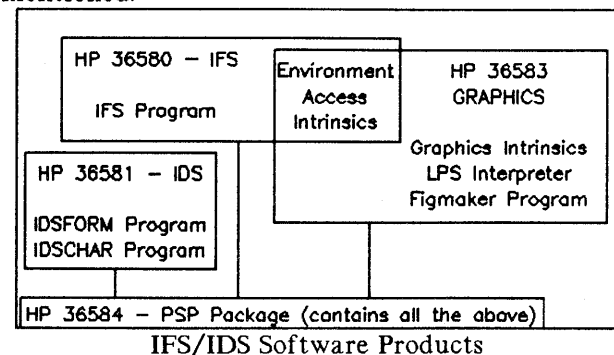 HP 36580 - IFS
IFS Program
Environment
Access
Intrinsics
HP 36583
GRAPHICS
Graphics Intrinsics
LPS Interpreter
Figmaker Program
HP 36581 - IDS
IDSFORM Program
IDSCHAR Program
HP 36584 - PSP Package (contains all the above)
IFS/IDS Software Products